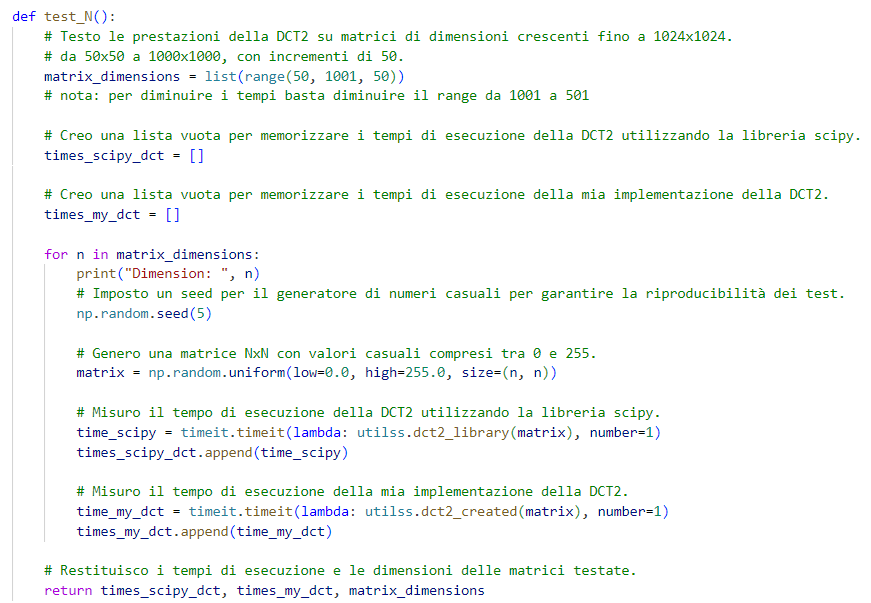 def test_N():
    # Testo le prestazioni della DCT2 su matrici di dimensioni crescenti fino a 1024x1024.
    # da 50x50 a 1000x1000, con incrementi di 50.
    matrix_dimensions = list(range(50, 1001, 50))
    # nota: per diminuire i tempi basta diminuire il range da 1001 a 501

    # Creo una lista vuota per memorizzare i tempi di esecuzione della DCT2 utilizzando la libreria scipy.
    times_scipy_dct = []

    # Creo una lista vuota per memorizzare i tempi di esecuzione della mia implementazione della DCT2.
    times_my_dct = []

    for n in matrix_dimensions:
        print("Dimension: ", n)
        # Imposto un seed per il generatore di numeri casuali per garantire la riproducibilità dei test.
        np.random.seed(5)

        # Genero una matrice NxN con valori casuali compresi tra 0 e 255.
        matrix = np.random.uniform(low=0.0, high=255.0, size=(n, n))

        # Misuro il tempo di esecuzione della DCT2 utilizzando la libreria scipy.
        time_scipy = timeit.timeit(lambda: utilss.dct2_library(matrix), number=1)
        times_scipy_dct.append(time_scipy)

        # Misuro il tempo di esecuzione della mia implementazione della DCT2.
        time_my_dct = timeit.timeit(lambda: utilss.dct2_created(matrix), number=1)
        times_my_dct.append(time_my_dct)

    # Restituisco i tempi di esecuzione e le dimensioni delle matrici testate.
    return times_scipy_dct, times_my_dct, matrix_dimensions